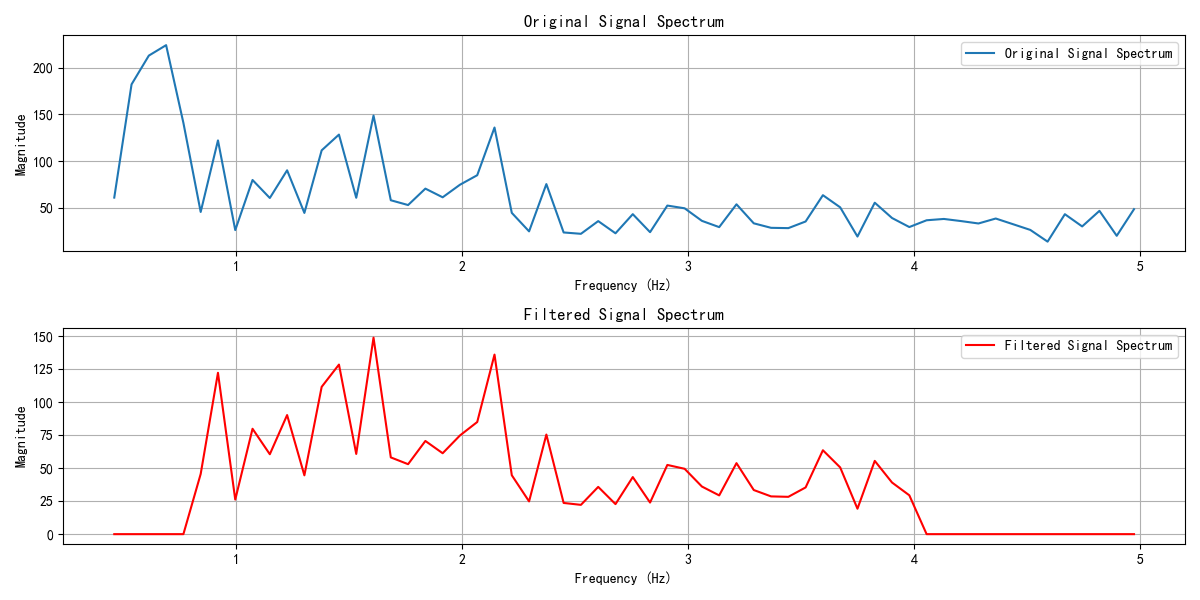 Original Signal Spectrum
Original Signal Spectrum
Magnitude
200
150
100
50
1 2 3 4 5
Frequency (Hz)
Filtered Signal Spectrum
Filtered Signal Spectrum
Magnitude
150
125
100
75
50
25
0
1 2 3 4 5
Frequency (Hz)